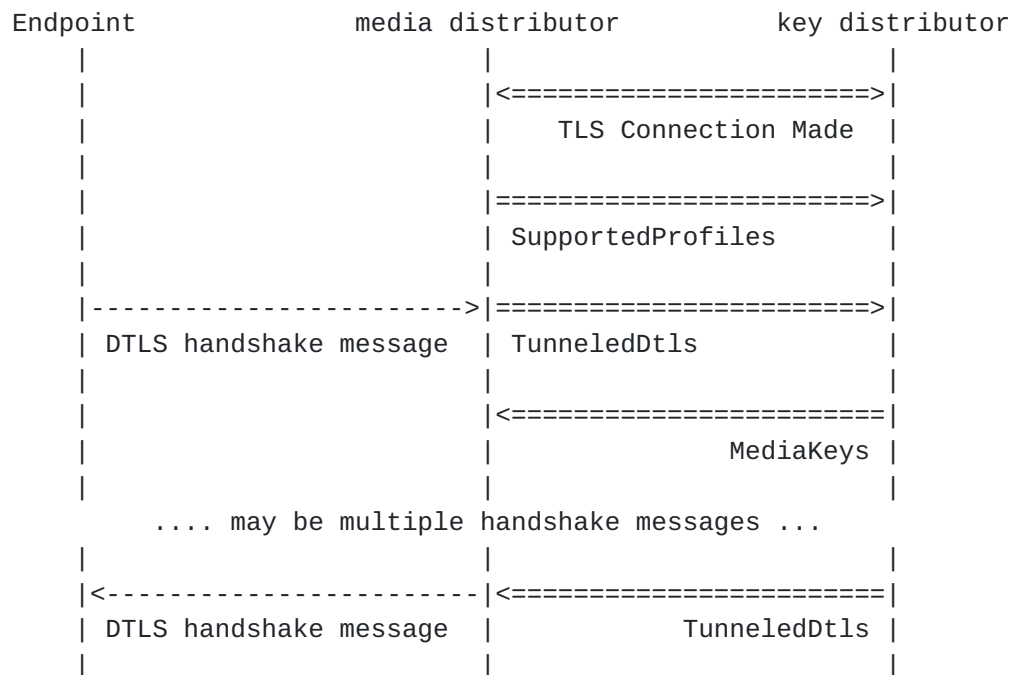 Endpoint              media distributor          key distributor
    |                         |                         |
    |                         |<=======================>|
    |                         |    TLS Connection Made  |
    |                         |                         |
    |                         |========================>|
    |                         | SupportedProfiles       |
    |                         |                         |
    |------------------------>|========================>|
    | DTLS handshake message  | TunneledDtls            |
    |                         |                         |
    |                         |<========================|
    |                         |               MediaKeys |
    |                         |                         |
         .... may be multiple handshake messages ...
    |                         |                         |
    |<------------------------|<========================|
    | DTLS handshake message  |            TunneledDtls |
    |                         |                         |